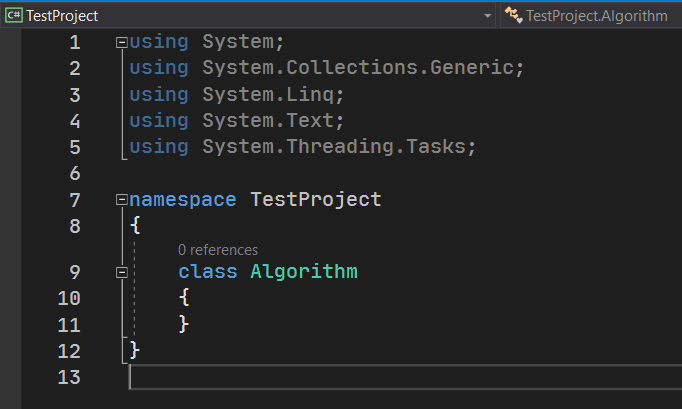 C# TestProject TestProject.Algorithm
1 using System;
2 using System.Collections.Generic;
3 using System.Linq;
4 using System.Text;
5 using System.Threading.Tasks;
6
7 namespace TestProject
8 {
0 references
9 class Algorithm
10 {
11 }
12 }
13